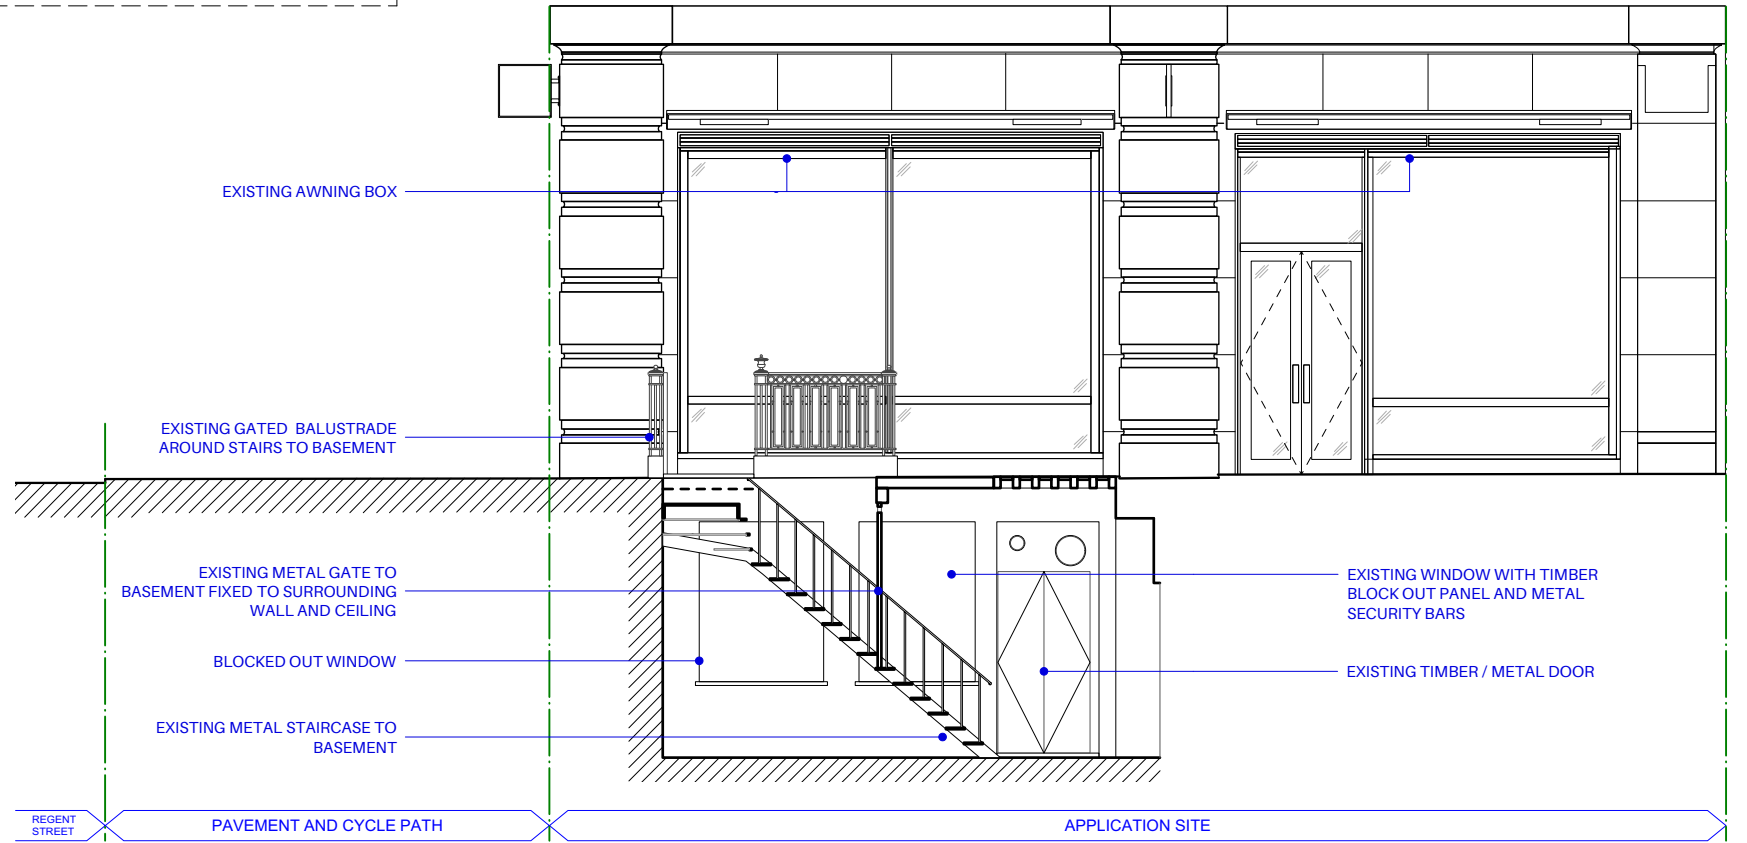 EXISTING AWNING BOX
EXISTING GATED BALUSTRADE
AROUND STAIRS TO BASEMENT
EXISTING METAL GATE TO
BASEMENT FIXED TO SURROUNDING
WALL AND CEILING
EXISTING WINDOW WITH TIMBER
BLOCK OUT PANEL AND METAL
SECURITY BARS
BLOCKED OUT WINDOW
EXISTING TIMBER / METAL DOOR
EXISTING METAL STAIRCASE TO
BASEMENT
REGENT
STREET
PAVEMENT AND CYCLE PATH
APPLICATION SITE